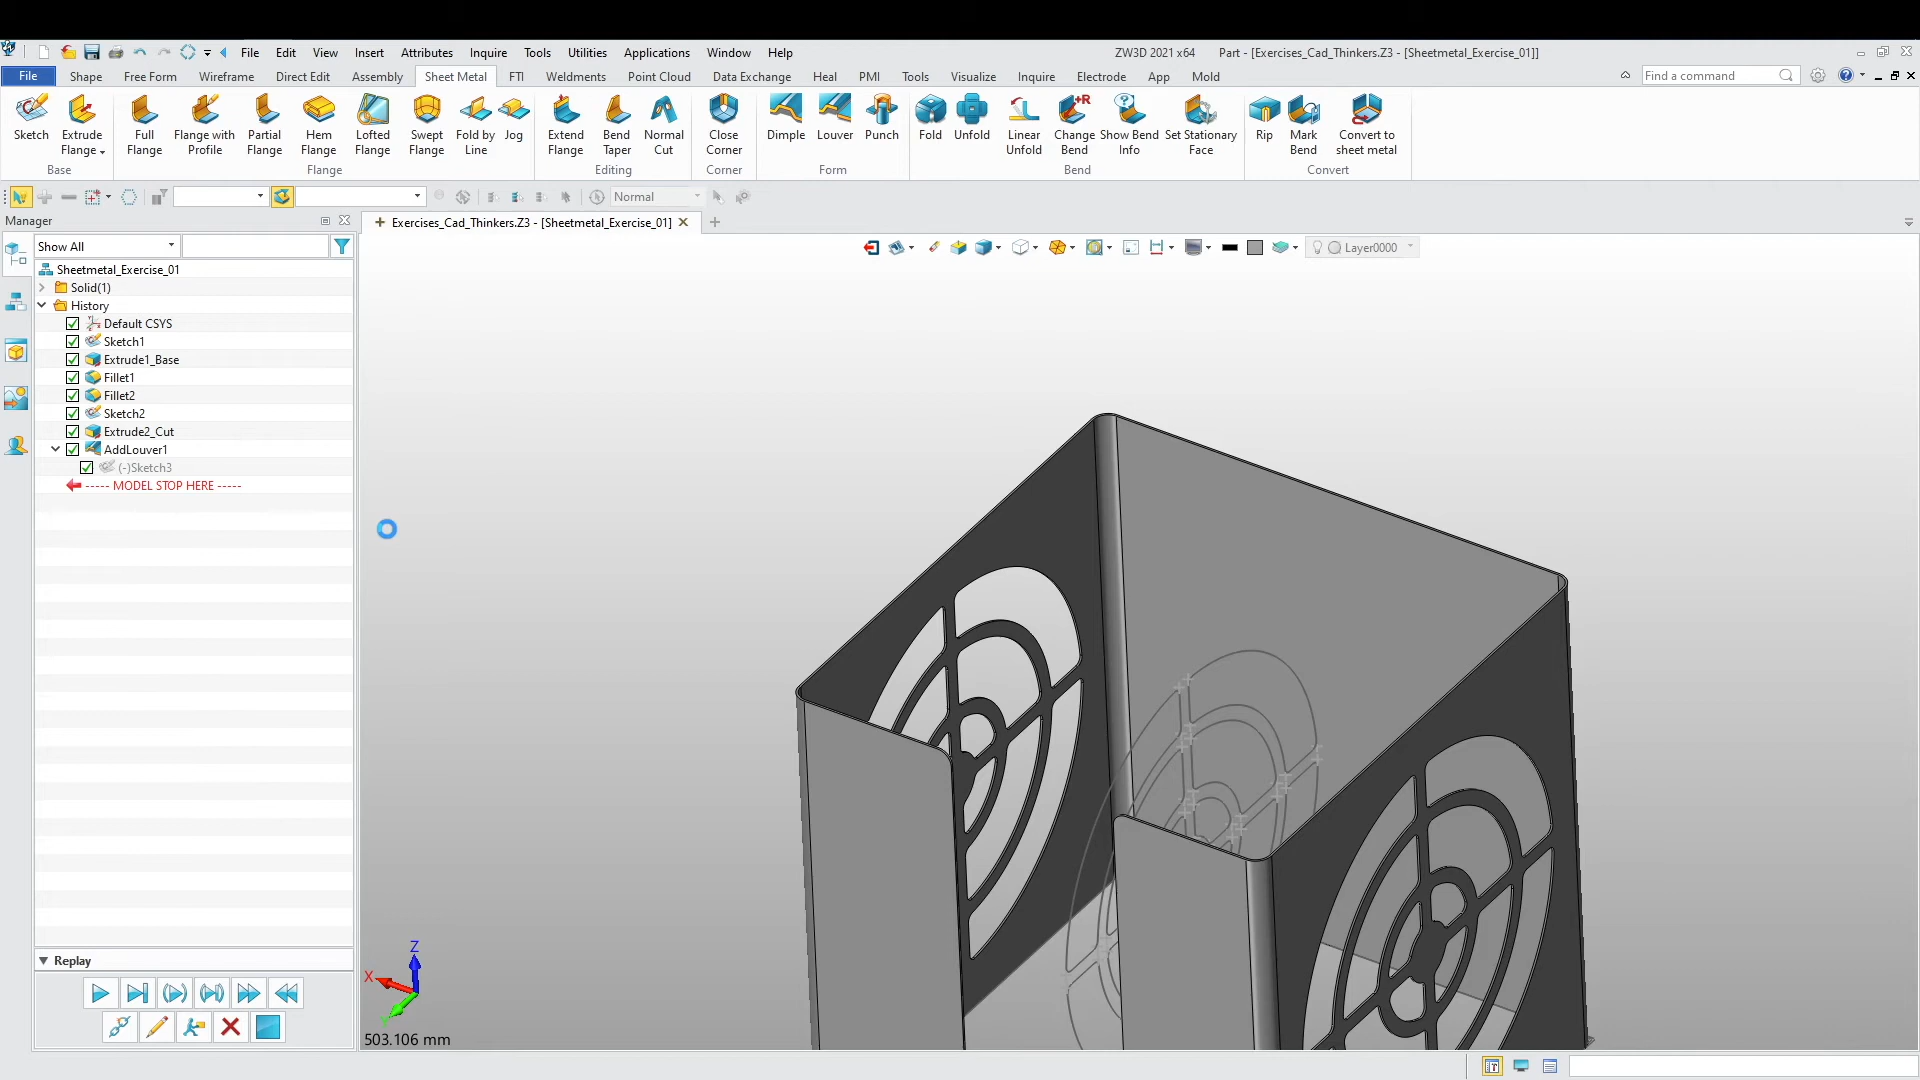 File Edit View Insert Attributes Inquire Tools Utilities Applications Window Help ZW3D 2021 x64 Part - [Exercises_Cad_Thinkers.Z3 - [Sheetmetal_Exercise_01]]
File Shape Free Form Wireframe Direct Edit Assembly Sheet Metal FTI Weldments Point Cloud Data Exchange Heal PMI Tools Visualize Inquire Electrode App Mold Find a command
Sketch Extrude Full Flange with Partial Hem Lofted Swept Fold by Jog Extend Bend Normal Close Dimple Louver Punch Fold Unfold Linear Change Show Bend Set Stationary Rip Mark Convert to
Flange Flange Profile Flange Flange Flange Flange Line Flange Taper Cut Corner Unfold Bend Info Face Bend sheet metal
Base Flange Editing Corner Form Bend Convert
Normal
Manager Exercises_Cad_Thinkers.Z3 - [Sheetmetal_Exercise_01]
Show All Layer0000
Sheetmetal_Exercise_01
Solid(1)
History
Default CSYS
Sketch1
Extrude1_Base
Fillet1
Fillet2
Sketch2
Extrude2_Cut
AddLouver1
(-)Sketch3
----- MODEL STOP HERE -----
Replay
Z
X
Y
503.106 mm